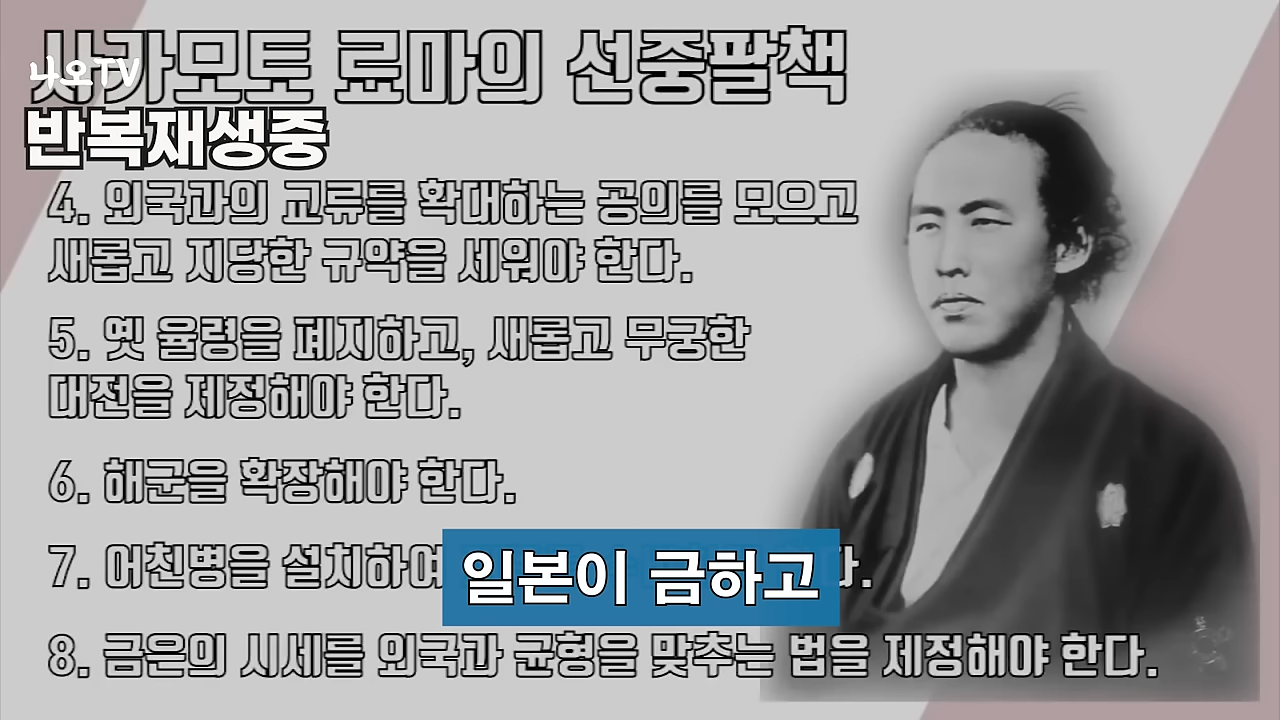 사카모토 료마의 선중팔책
나오TV
반복재생중
4. 외국과의 교류를 확대하는 공의를 모으고
새롭고 지당한 규약을 세워야 한다.
5. 옛 율령을 폐지하고, 새롭고 무궁한
대전을 제정해야 한다.
6. 해군을 확장해야 한다.
7. 어친병을 설치하여
일본이 금하고
8. 금은의 시세를 외국과 균형을 맞추는 법을 제정해야 한다.